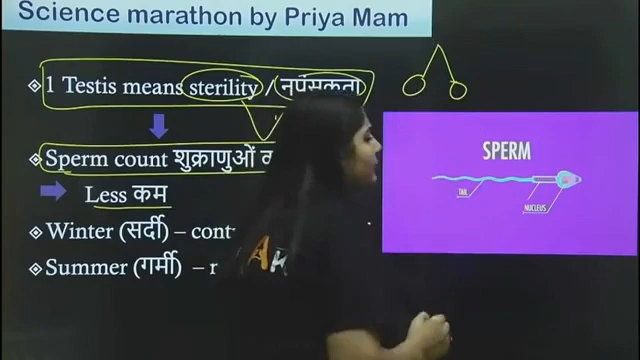 Science marathon by Priya Mam
1 Testis means sterility / नपुंसकता
Sperm count शुक्राणुओं
Less कम
Winter (सर्दी) –
Summer (गर्मी) –
SPERM
TAIL
NUCLEUS